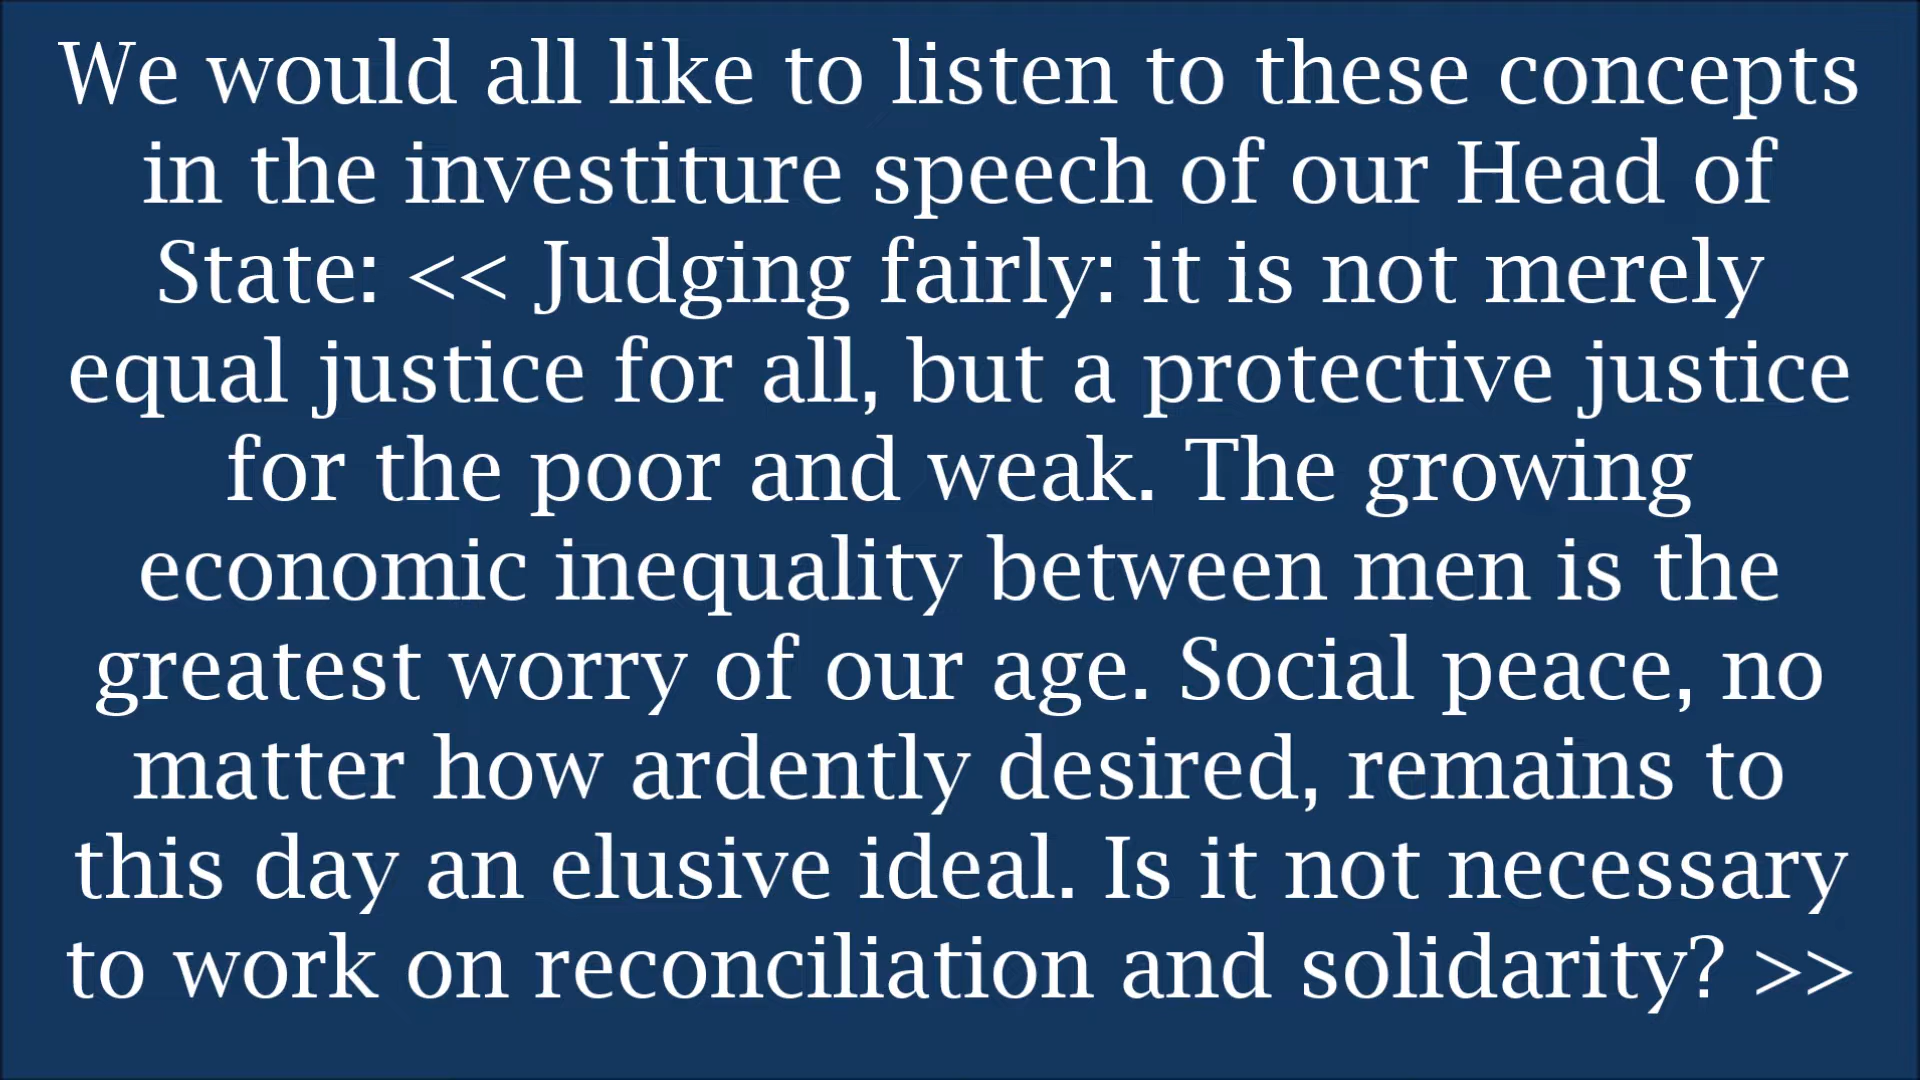 We would all like to listen to these concepts
in the investiture speech of our Head of
State: << Judging fairly: it is not merely
equal justice for all, but a protective justice
for the poor and weak. The growing
economic inequality between men is the
greatest worry of our age. Social peace, no
matter how ardently desired, remains to
this day an elusive ideal. Is it not necessary
to work on reconciliation and solidarity? >>